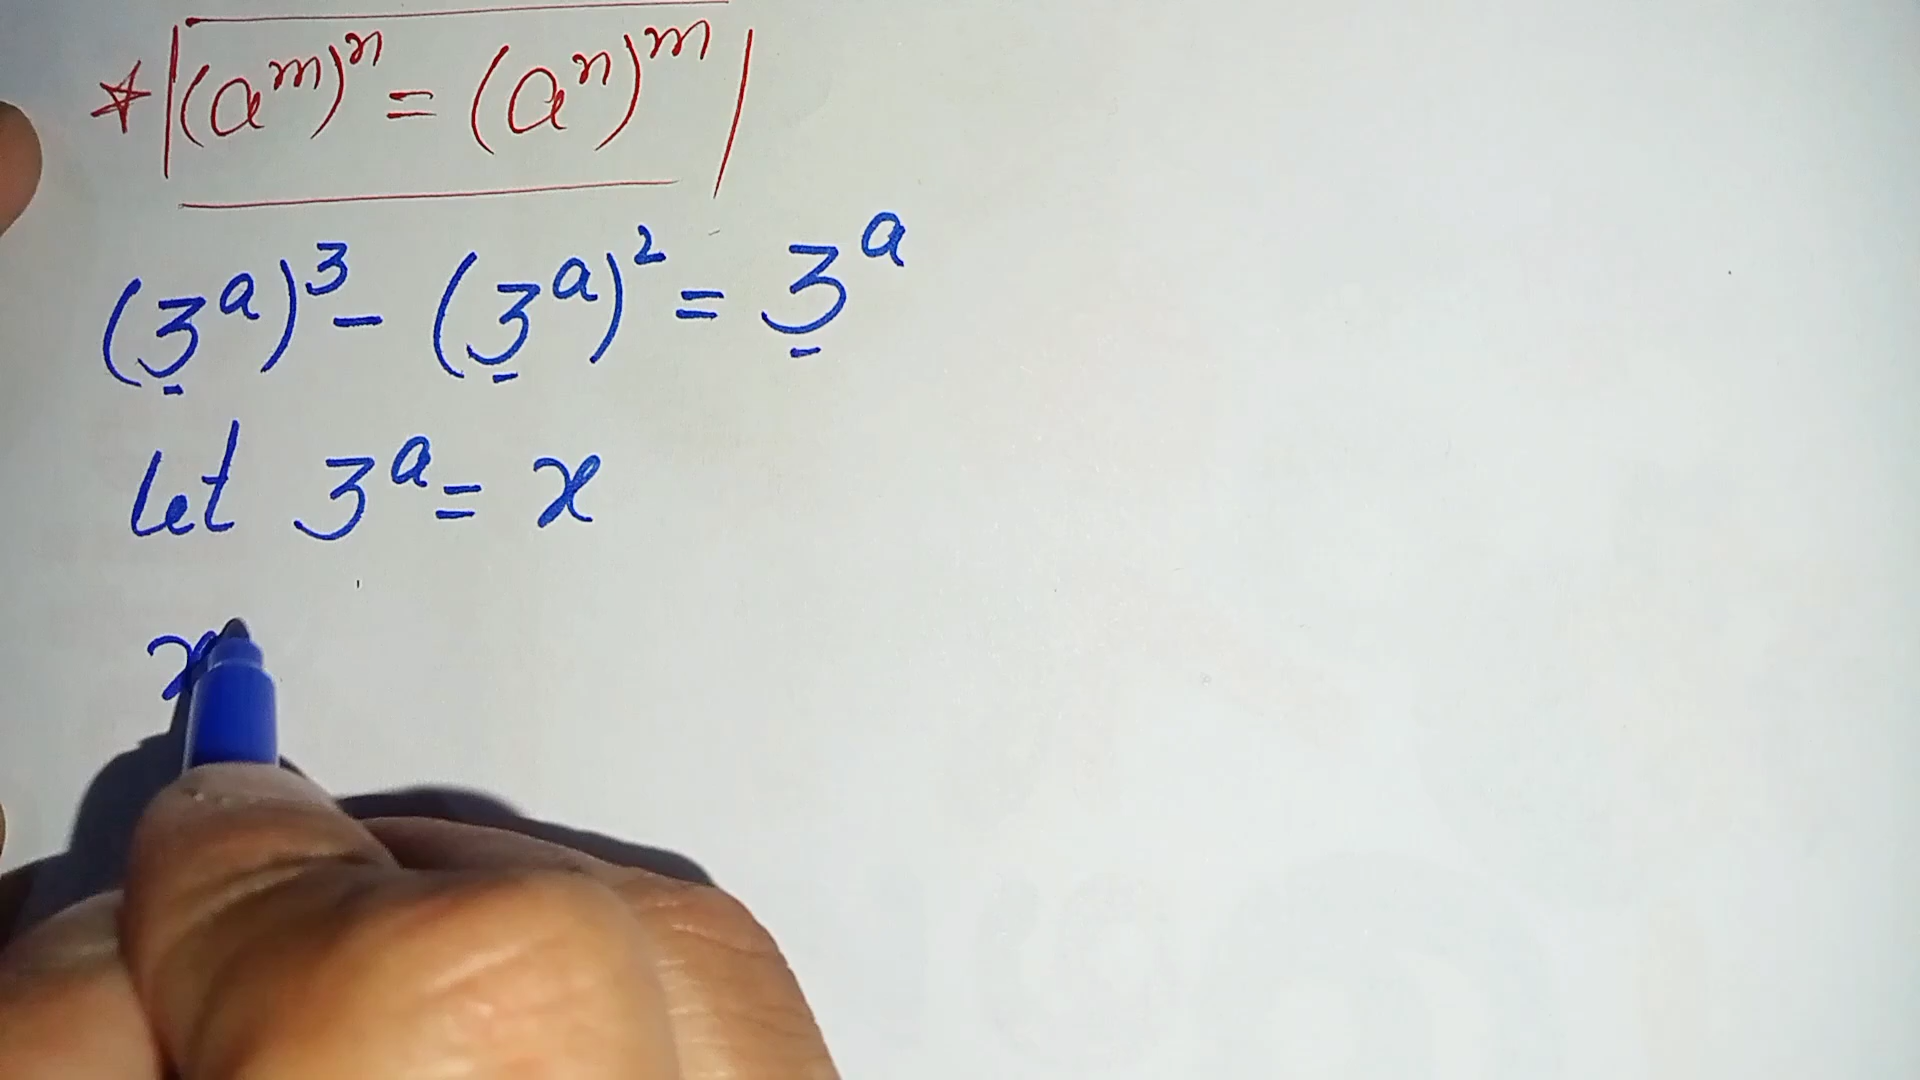 *|(a^m)^n = (a^n)^m|
(3^a)^3 - (3^a)^2 = 3^a
let 3^a = x
x